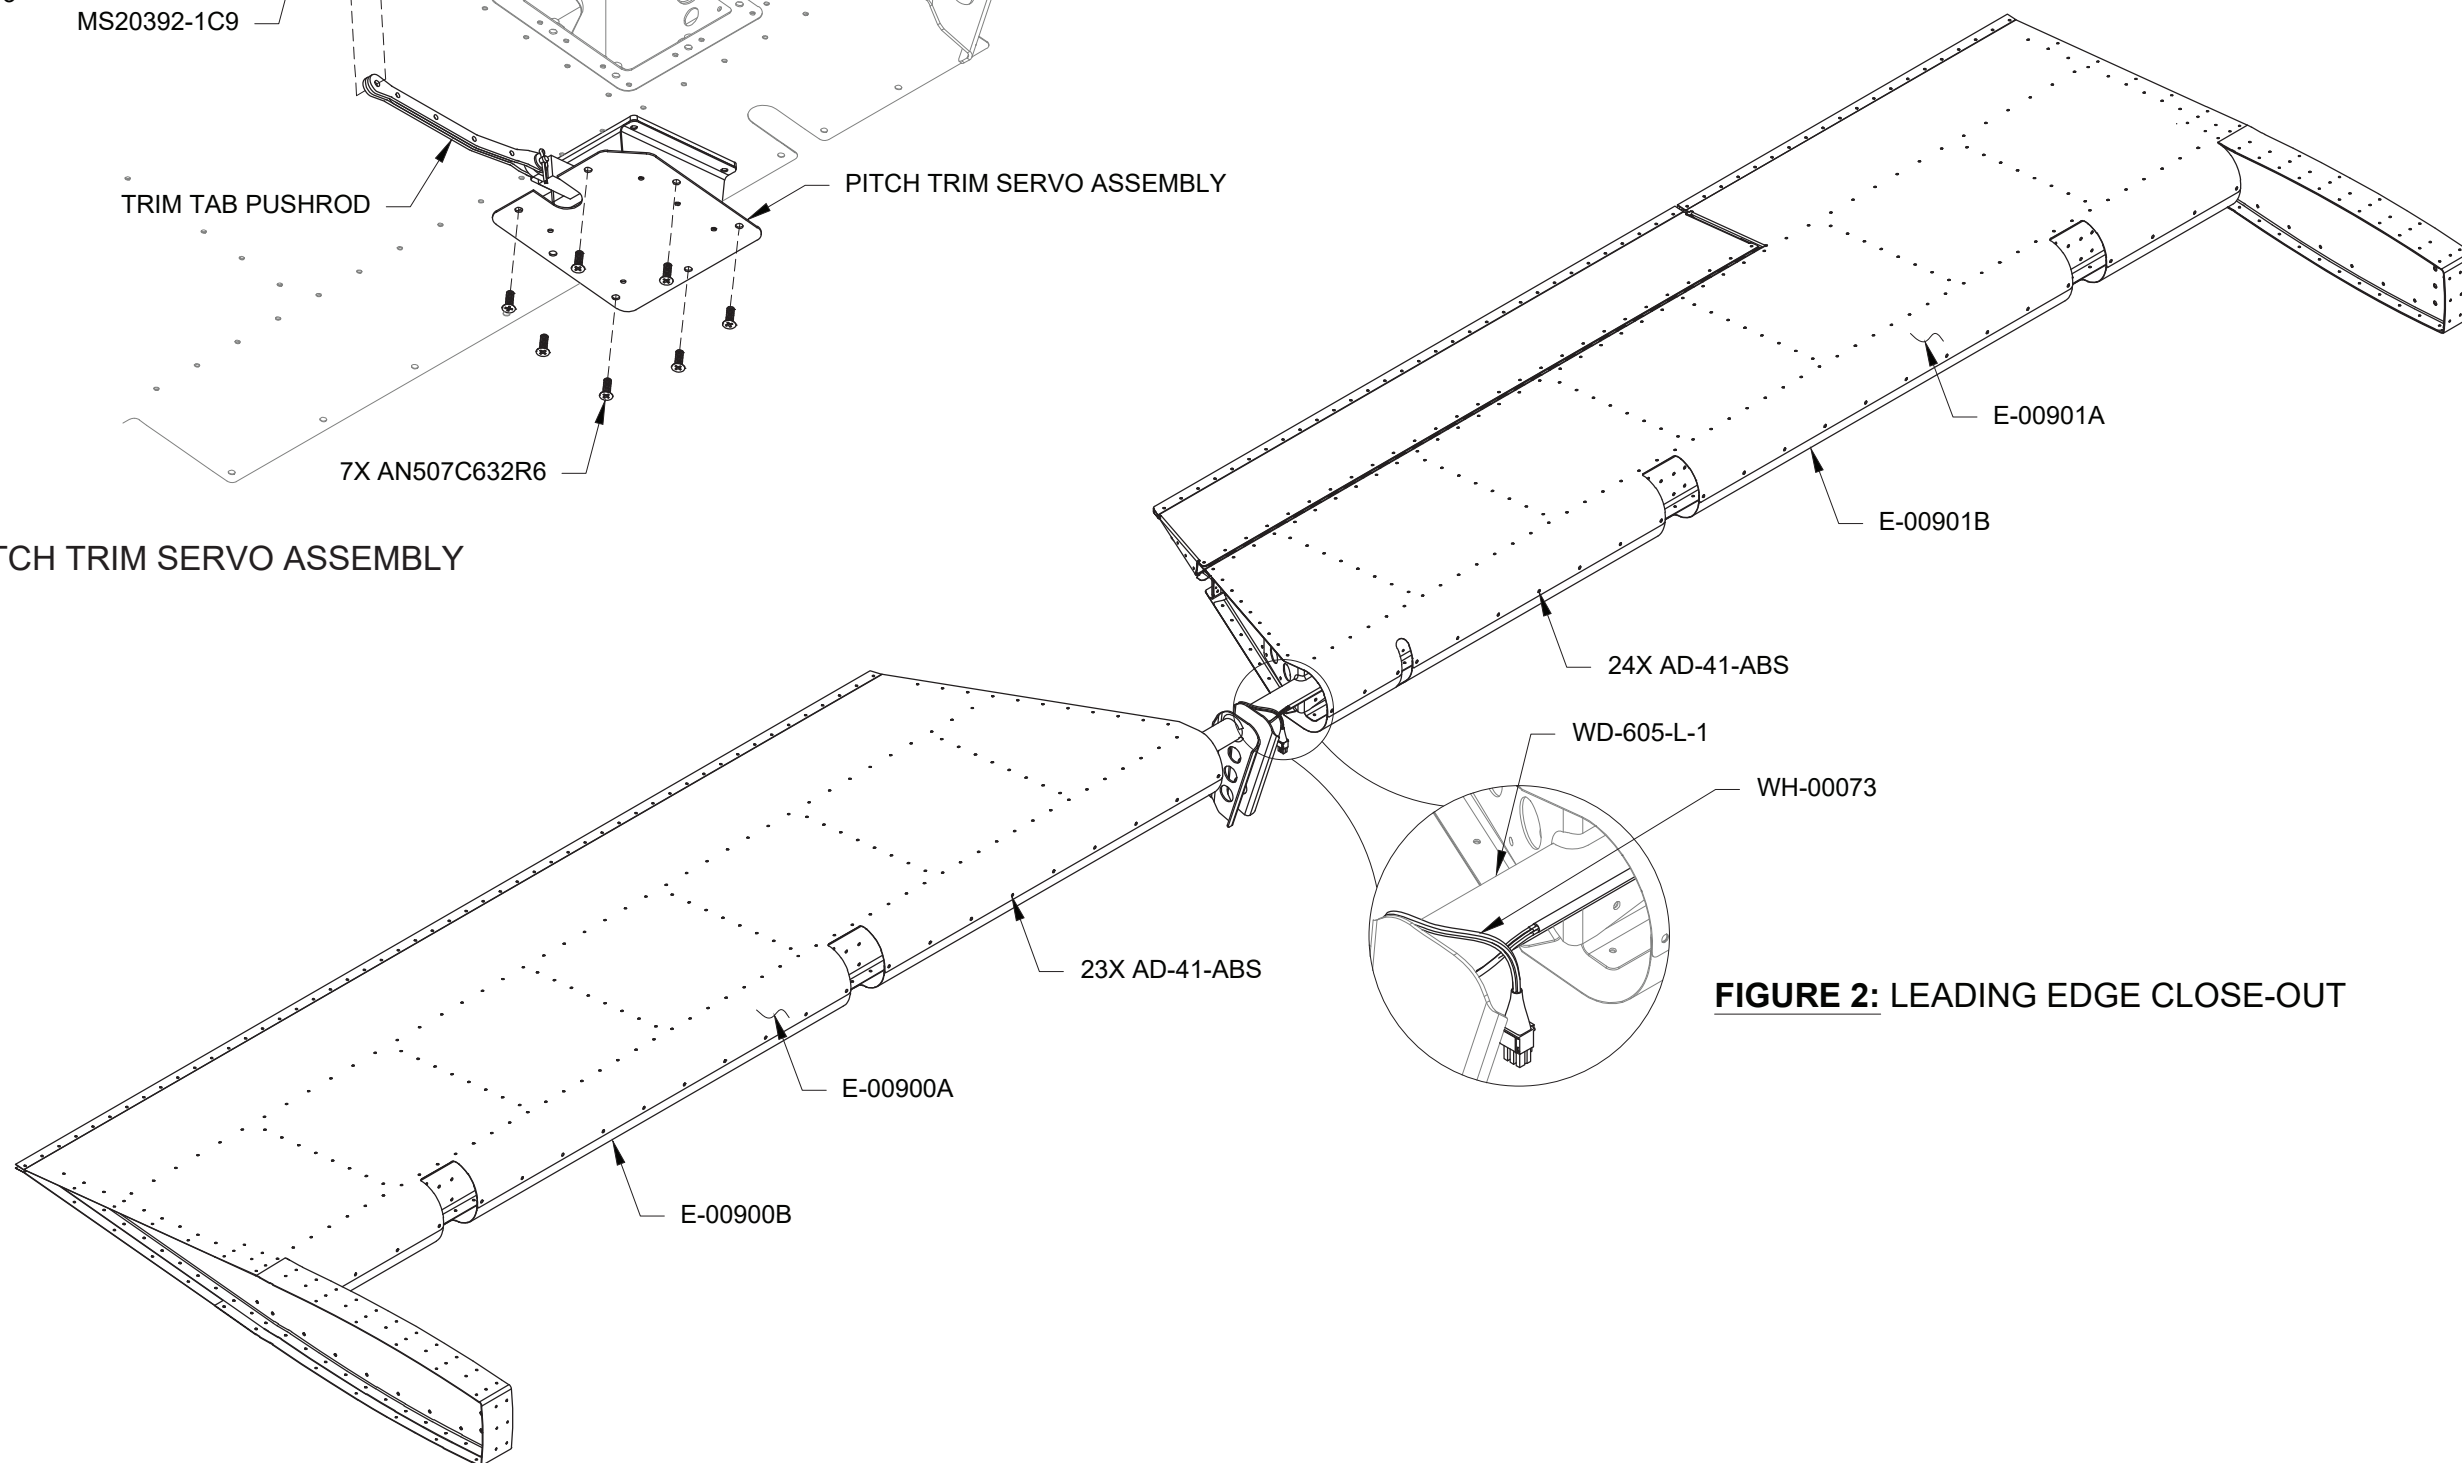 MS20392-1C9
TRIM TAB PUSHROD
PITCH TRIM SERVO ASSEMBLY
7X AN507C632R6
TCH TRIM SERVO ASSEMBLY
E-00901A
E-00901B
24X AD-41-ABS
WD-605-L-1
WH-00073
23X AD-41-ABS
FIGURE 2: LEADING EDGE CLOSE-OUT
E-00900A
E-00900B